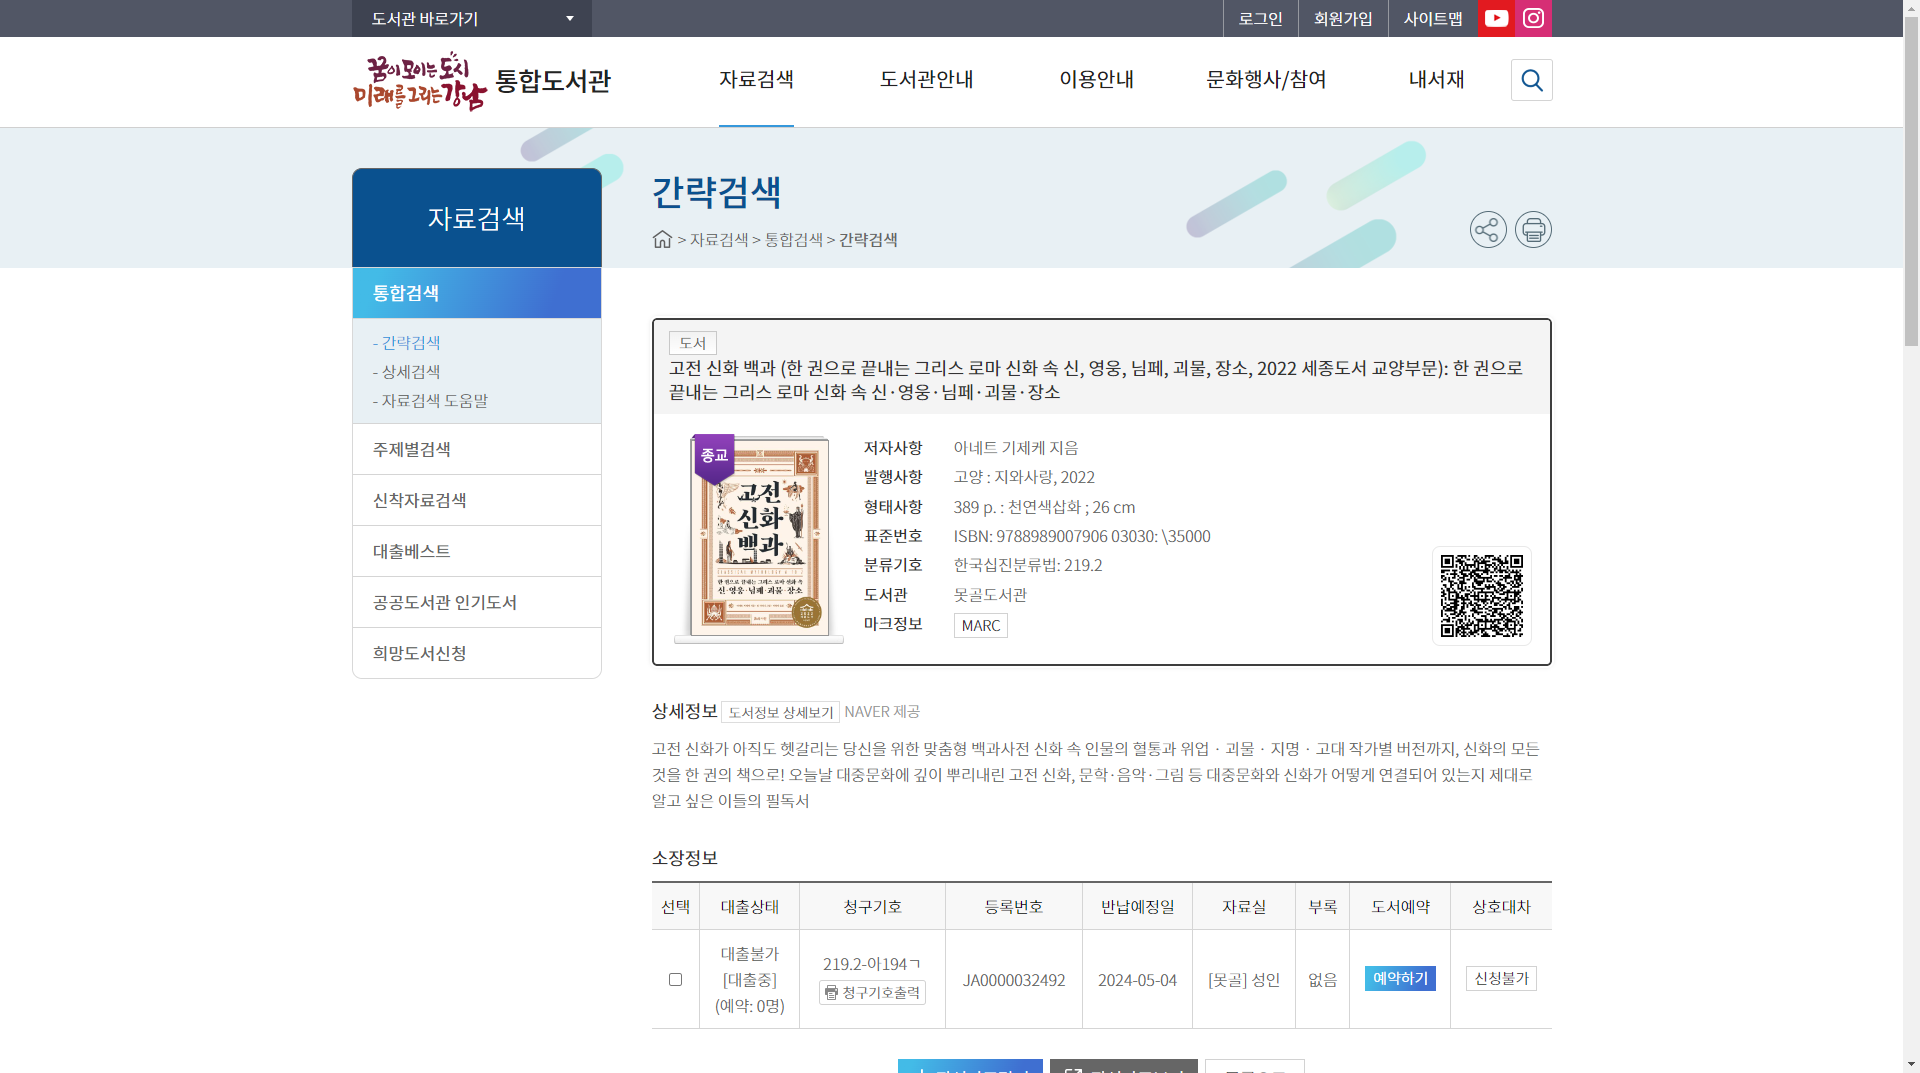 도서관 바로가기
로그인
회원가입
사이트맵
꿈이 모이는 도시
미래를 그리는 강남
통합도서관
자료검색
도서관안내
이용안내
문화행사/참여
내서재
자료검색
통합검색
- 간략검색
- 상세검색
- 자료검색 도움말
주제별검색
신착자료검색
대출베스트
공공도서관 인기도서
희망도서신청
간략검색
> 자료검색 > 통합검색 > 간략검색
도서
고전 신화 백과 (한 권으로 끝내는 그리스 로마 신화 속 신, 영웅, 님페, 괴물, 장소, 2022 세종도서 교양부문): 한 권으로
끝내는 그리스 로마 신화 속 신·영웅·님페·괴물·장소
종교
고전
신화
백과
한 권으로 끝내는 그리스 로마 신화 속
신·영웅·님페·괴물·장소
저자사항 아네트 기제케 지음
발행사항 고양 : 지와사랑, 2022
형태사항 389 p. : 천연색삽화 ; 26 cm
표준번호 ISBN: 9788989007906 03030: \35000
분류기호 한국십진분류법: 219.2
도서관 못골도서관
마크정보 MARC
상세정보 도서정보 상세보기 NAVER 제공
고전 신화가 아직도 헷갈리는 당신을 위한 맞춤형 백과사전 신화 속 인물의 혈통과 위업 · 괴물 · 지명 · 고대 작가별 버전까지, 신화의 모든
것을 한 권의 책으로! 오늘날 대중문화에 깊이 뿌리내린 고전 신화, 문학·음악·그림 등 대중문화와 신화가 어떻게 연결되어 있는지 제대로
알고 싶은 이들의 필독서
소장정보
선택 대출상태 청구기호 등록번호 반납예정일 자료실 부록 도서예약 상호대차
대출불가
[대출중]
(예약: 0명)
219.2-아194ㄱ
청구기호출력
JA0000032492
2024-05-04
[못골] 성인
없음
예약하기
신청불가